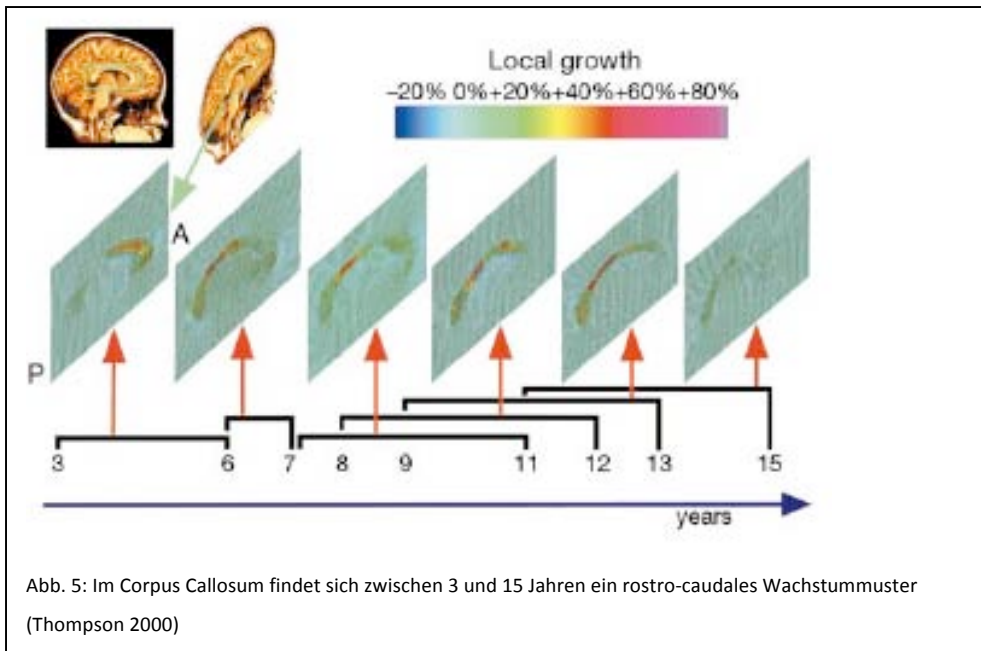 Local growth
–20% 0%+20%+40%+60%+80%
A
P
3 6 7 8 9 11 12 13 15
years
Abb. 5: Im Corpus Callosum findet sich zwischen 3 und 15 Jahren ein rostro-caudales Wachstummuster
(Thompson 2000)